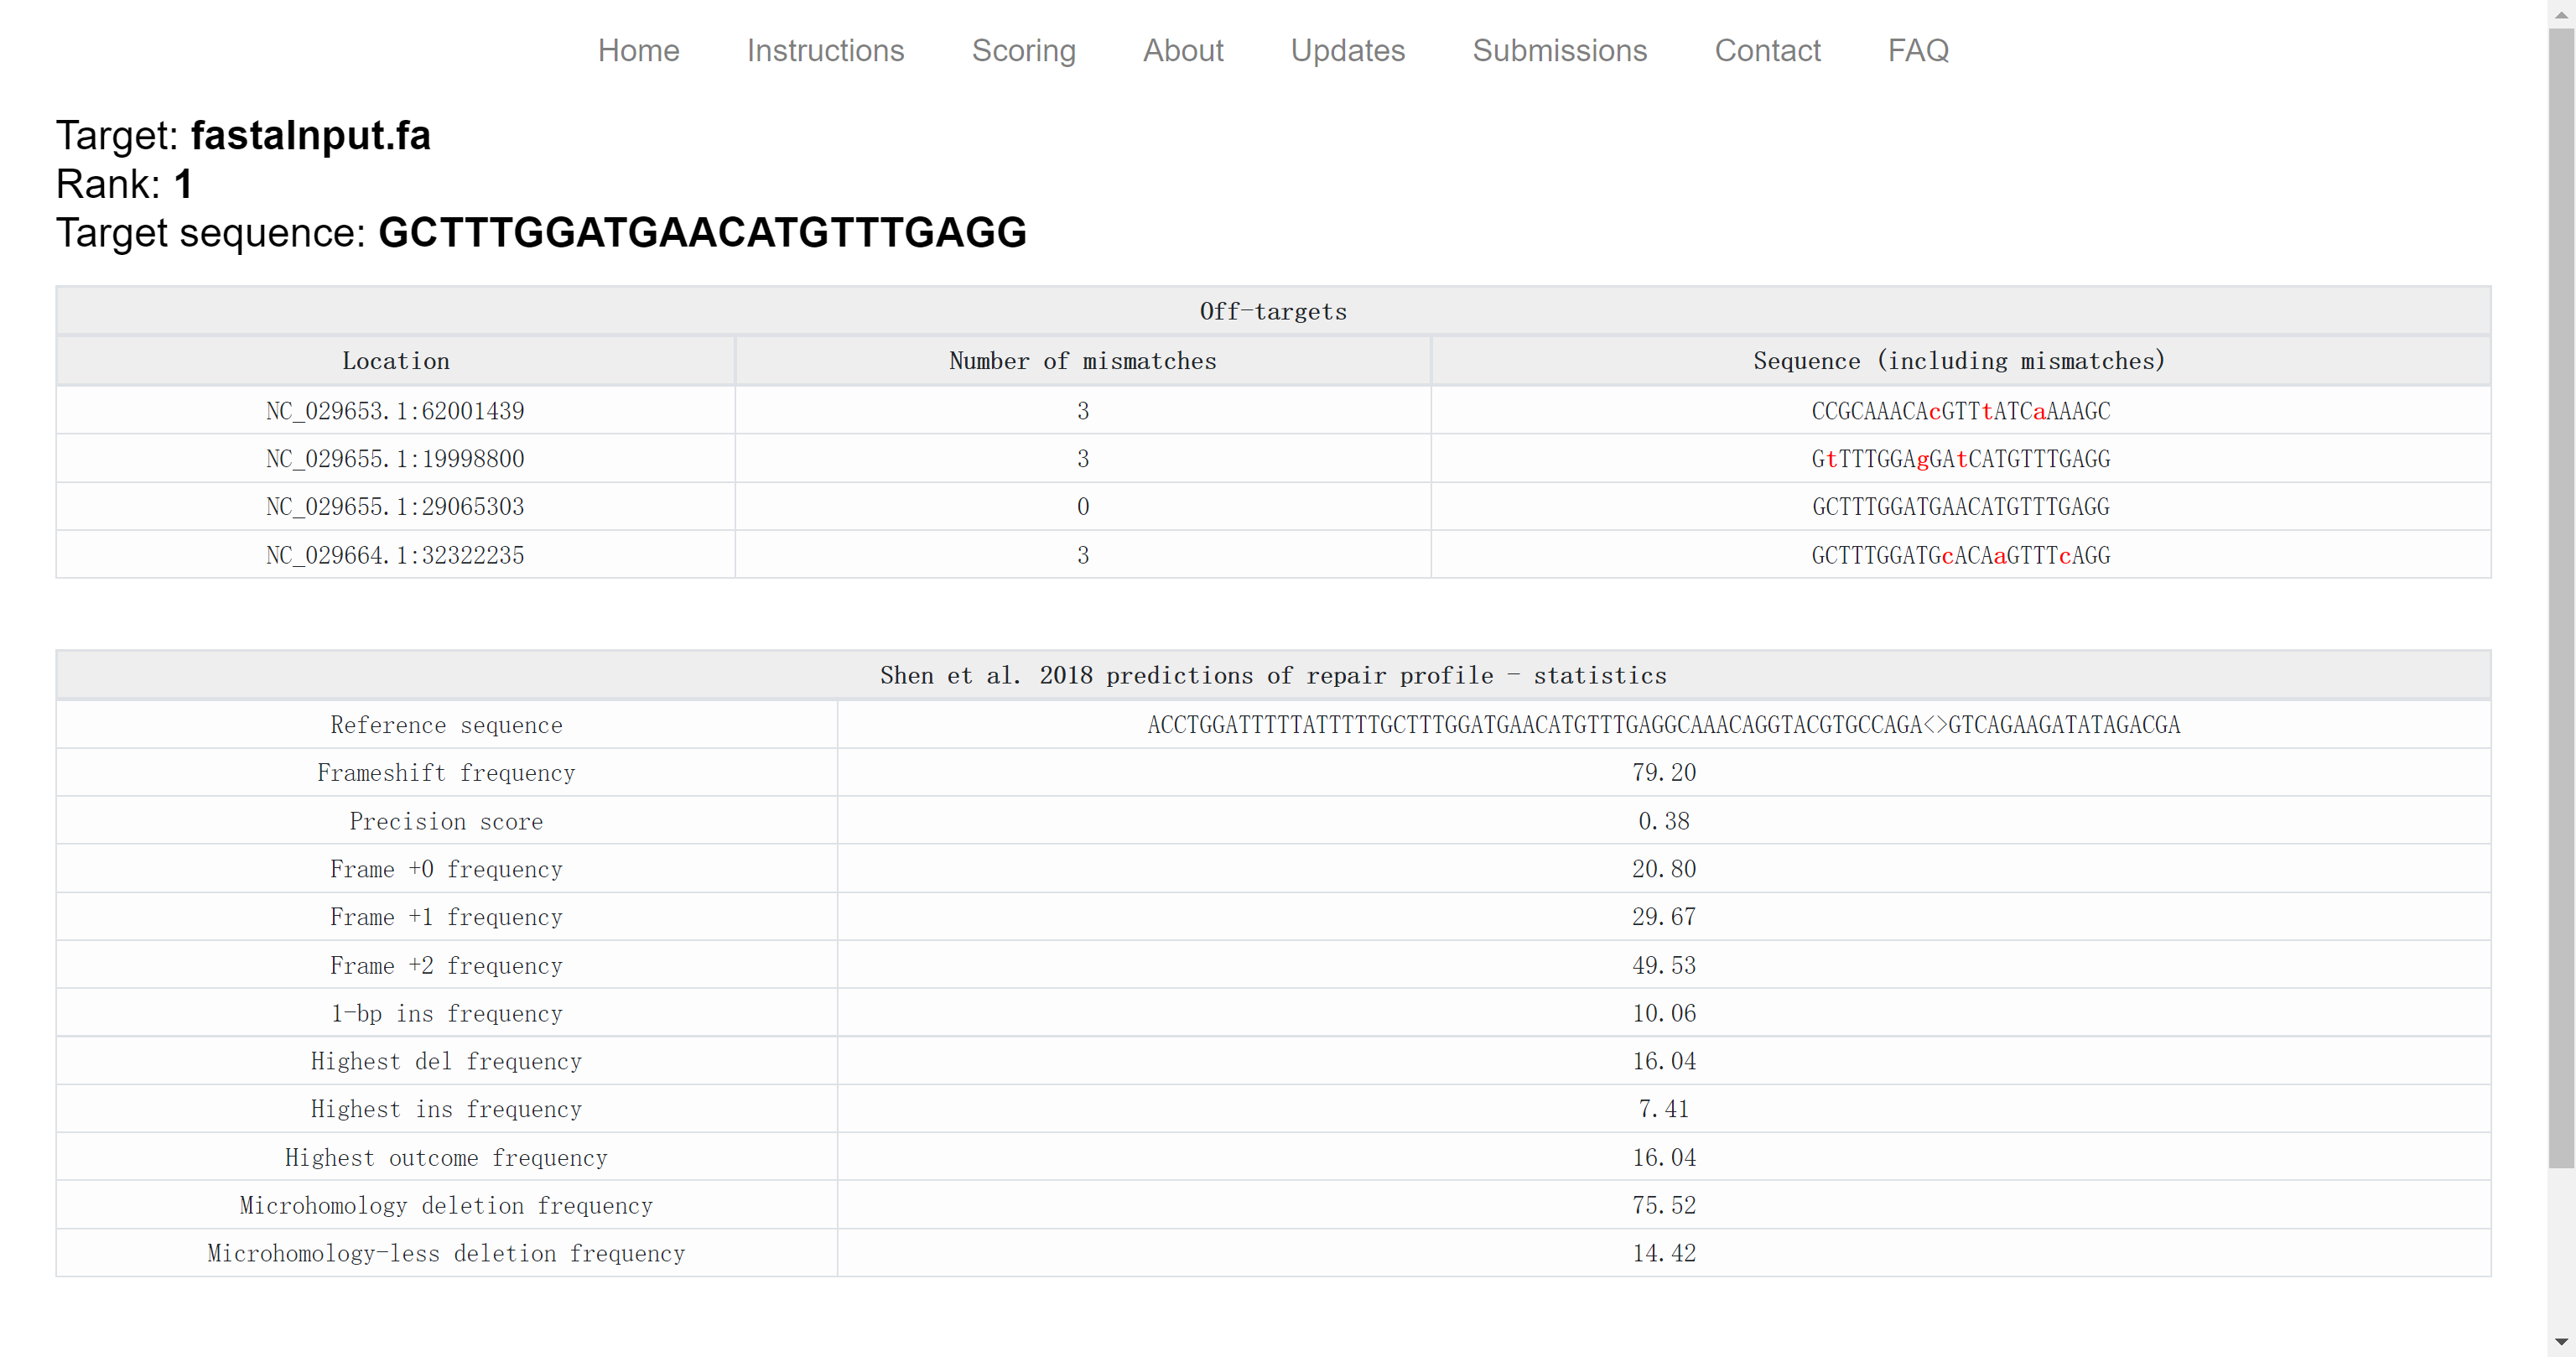 Home Instructions Scoring About Updates Submissions Contact FAQ
Target: fastaInput.fa
Rank: 1
Target sequence: GCTTTGGATGAACATGTTTGAGG
Off-targets
Location Number of mismatches Sequence (including mismatches)
NC_029653.1:62001439 3 CCGCAAACAcGTTtATCaAAAGC
NC_029655.1:19998800 3 GtTTTGGAgGAtCATGTTTGAGG
NC_029655.1:29065303 0 GCTTTGGATGAACATGTTTGAGG
NC_029664.1:32322235 3 GCTTTGGATGcACAaGTTTcAGG
Shen et al. 2018 predictions of repair profile - statistics
Reference sequence ACCTGGATTTTTATTTTTGCTTTGGATGAACATGTTTGAGGCAAACAGGTACGTGCCAGA<>GTCAGAAGATATAGACGA
Frameshift frequency 79.20
Precision score 0.38
Frame +0 frequency 20.80
Frame +1 frequency 29.67
Frame +2 frequency 49.53
1-bp ins frequency 10.06
Highest del frequency 16.04
Highest ins frequency 7.41
Highest outcome frequency 16.04
Microhomology deletion frequency 75.52
Microhomology-less deletion frequency 14.42